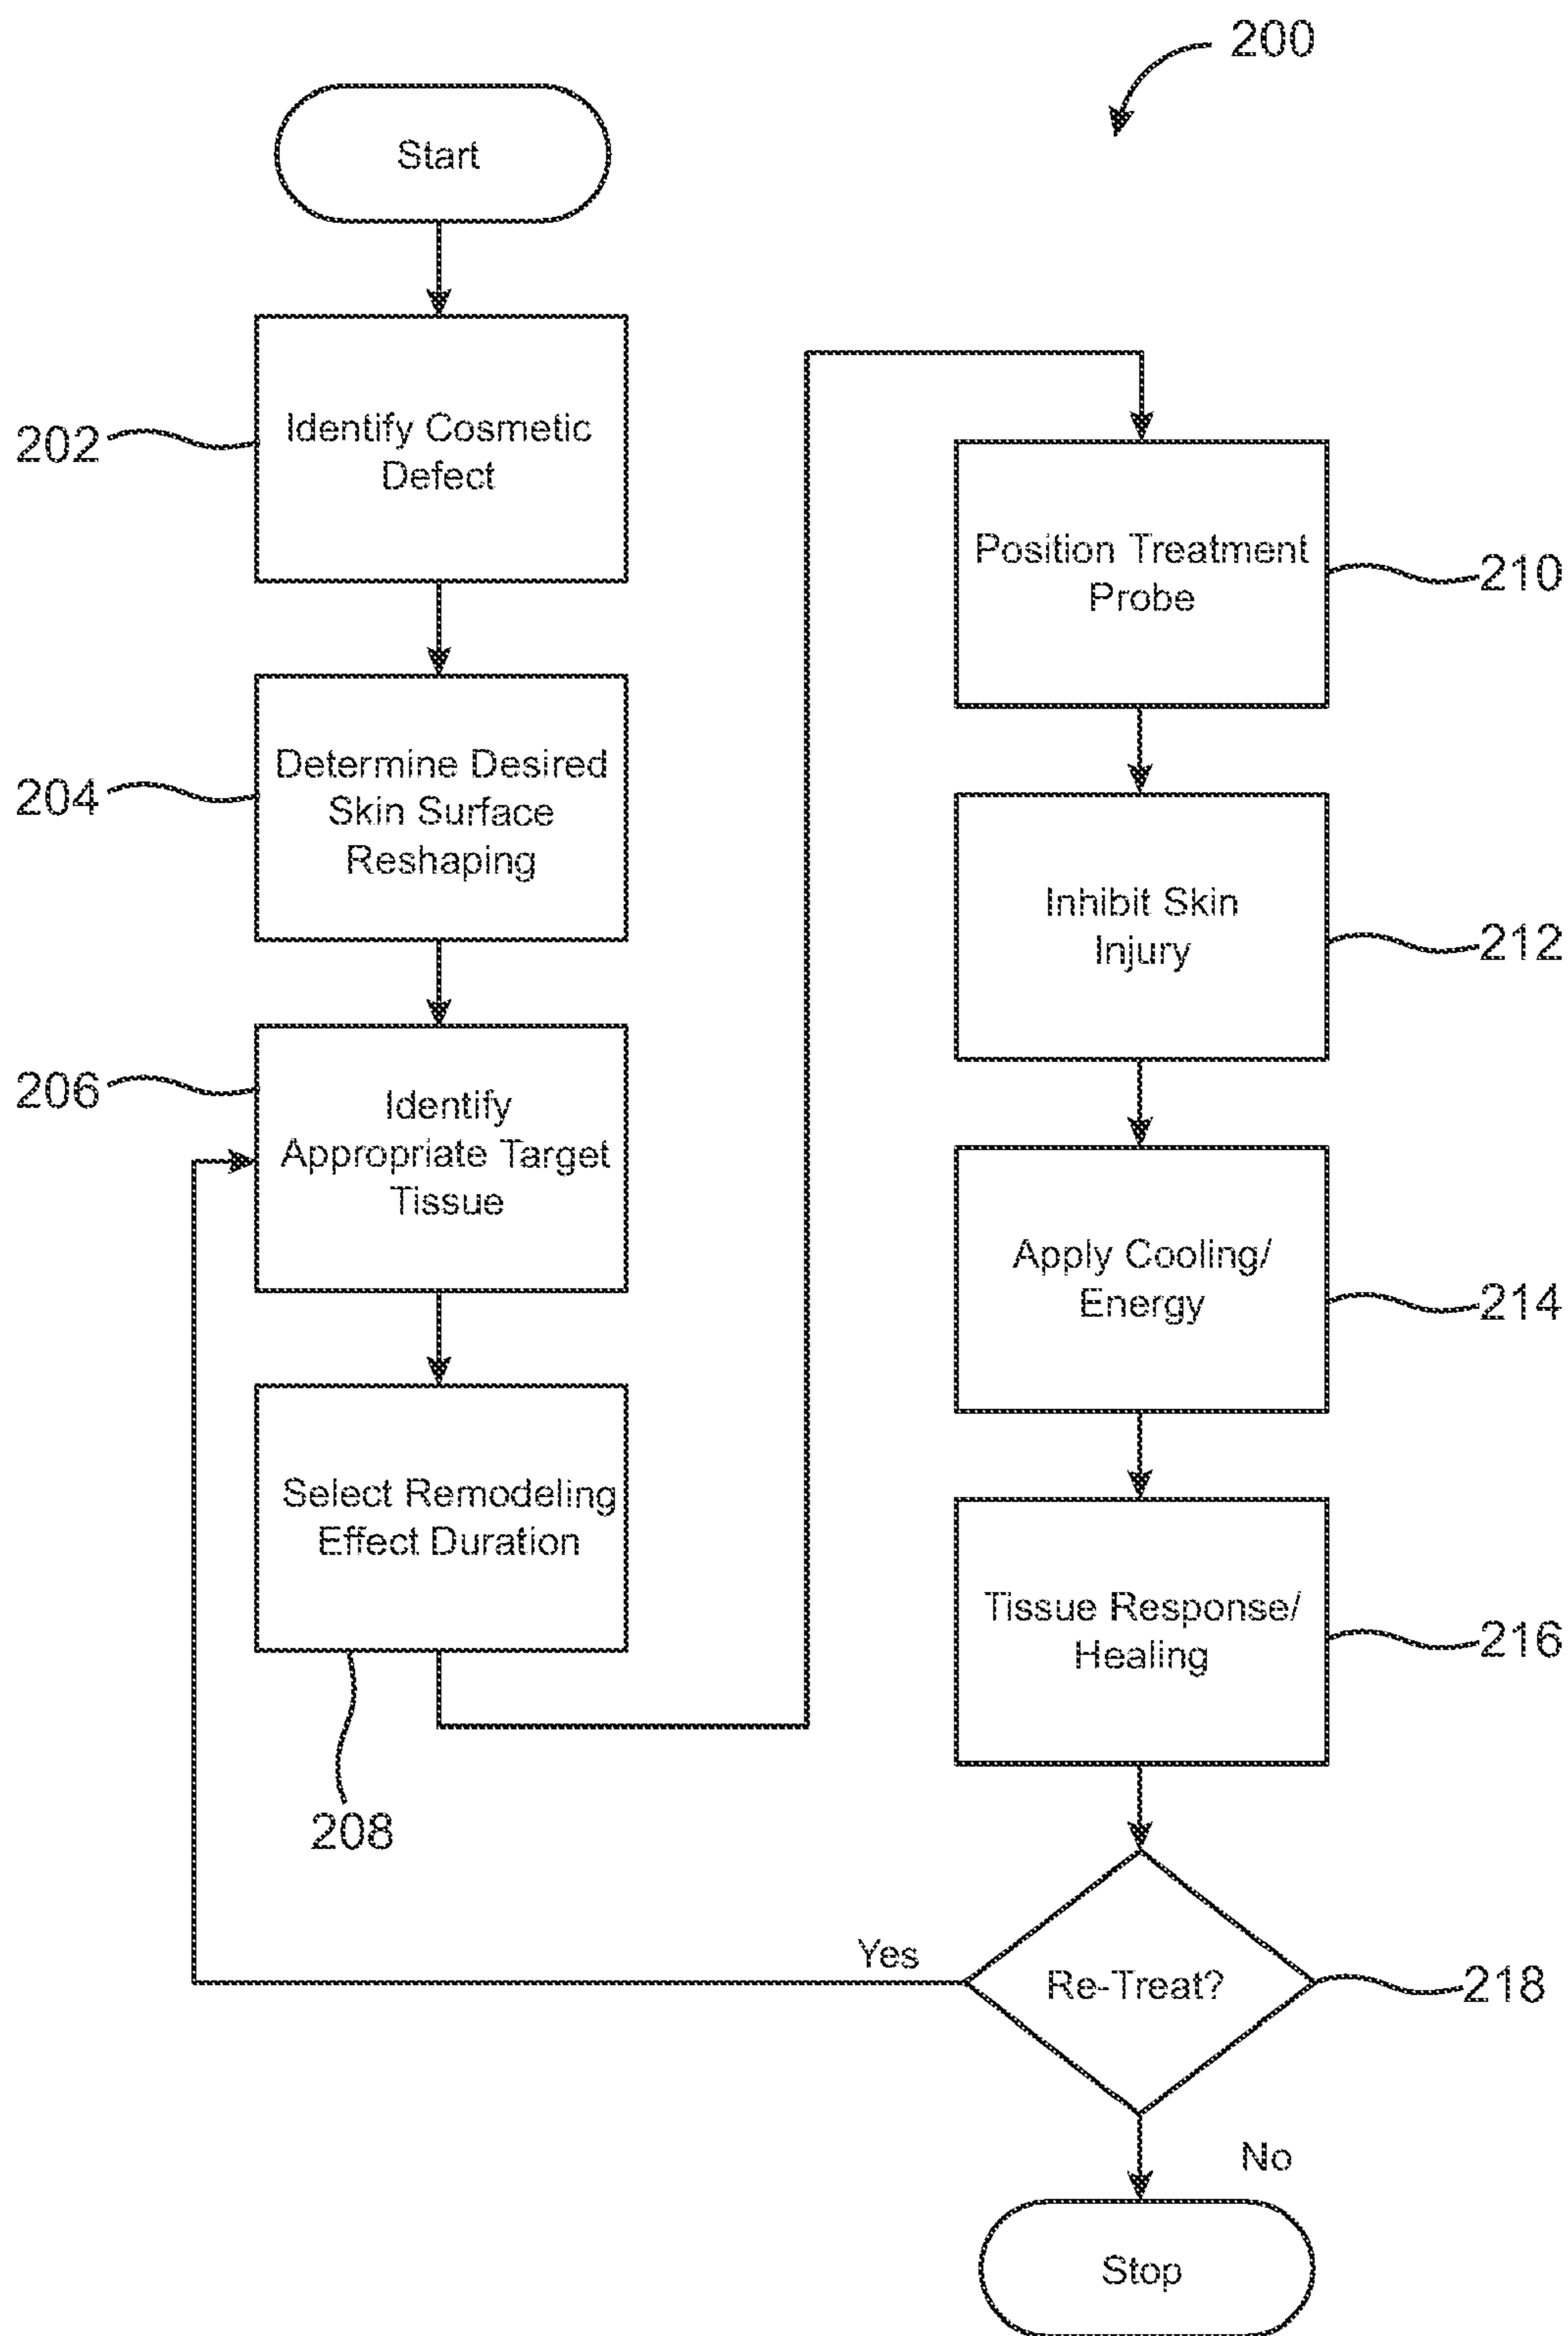 200
Start
202
Identify Cosmetic
Defect
204
Determine Desired
Skin Surface
Reshaping
206
Identify
Appropriate Target
Tissue
Select Remodeling
Effect Duration
208
Position Treatment
Probe
210
Inhibit Skin
Injury
212
Apply Cooling/
Energy
214
Tissue Response/
Healing
216
Yes
Re-Treat?
218
No
Stop